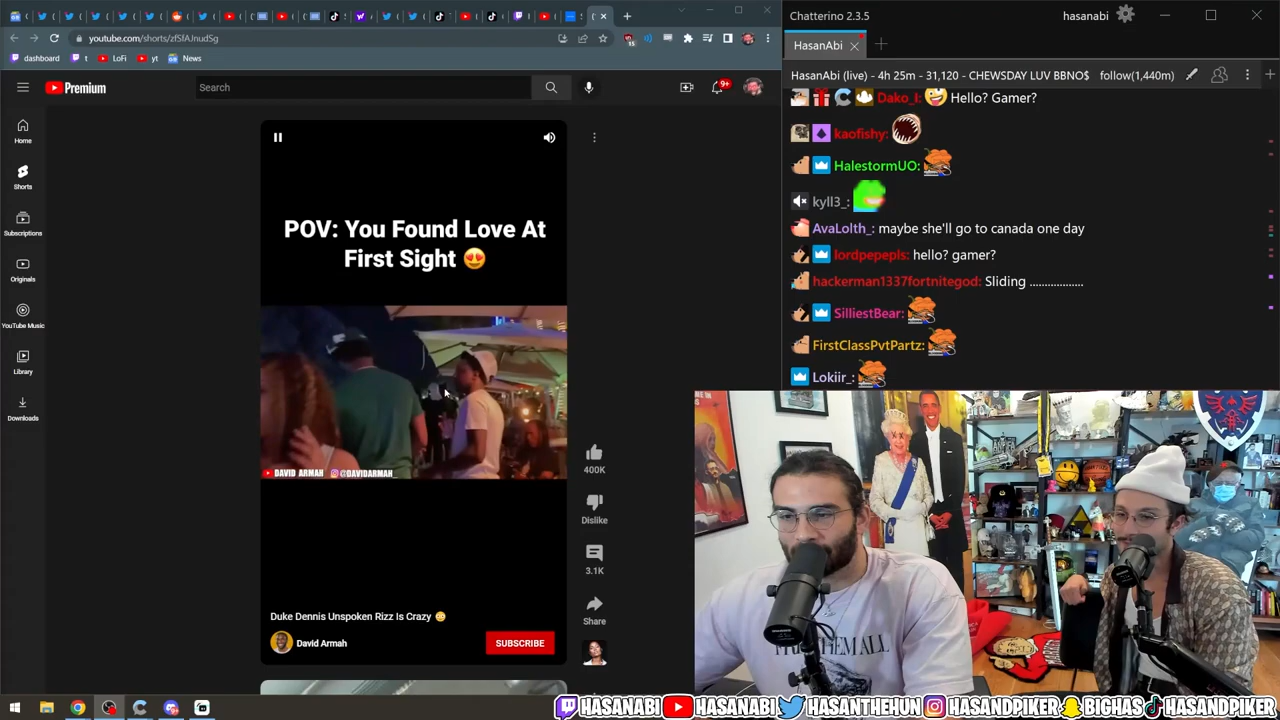 youtube.com/shorts/zfSfAJnudSg
dashboard
t
LoFi
yt
News
Premium
Search
9+
Home
Shorts
Subscriptions
Originals
YouTube Music
Library
Downloads
POV: You Found Love At
First Sight 😍
DAVID ARMAH @DAVIDARMAH_
400K
Dislike
3.1K
Share
Duke Dennis Unspoken Rizz Is Crazy 😳
David Armah
SUBSCRIBE
Chatterino 2.3.5
hasanabi
HasanAbi
HasanAbi (live) - 4h 25m - 31,120 - CHEWSDAY LUV BBNO$ follow(1,440m)
Dako_I: 🤪 Hello? Gamer?
kaofishy:
HalestormUO:
kyll3_:
AvaLolth_: maybe she'll go to canada one day
lordpepepls: hello? gamer?
hackerman1337fortnitegod: Sliding .................
SilliestBear:
FirstClassPvtPartz:
Lokiir_:
HASANABI HASANABI HASANTHEHUN HASANDPIKER BIGHAS HASANDPIKER